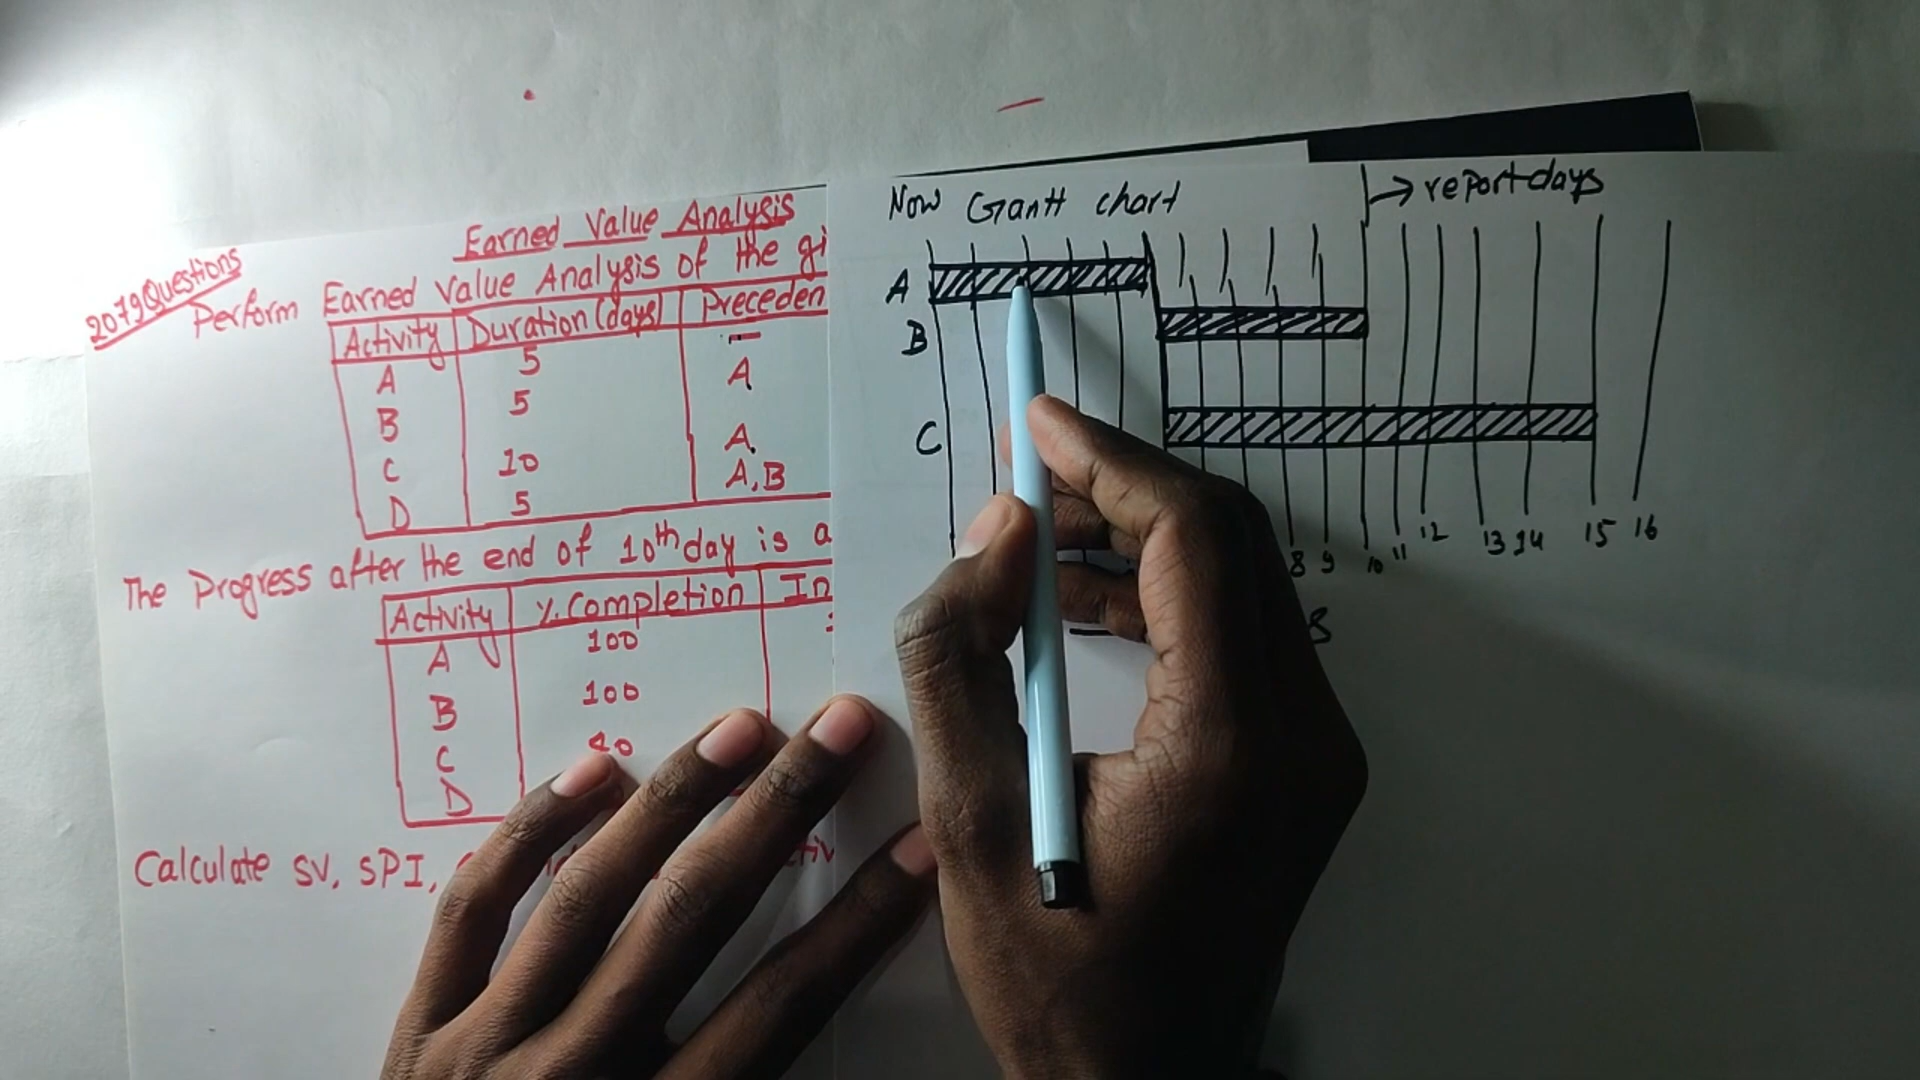 Earned Value Analysis
2079 Questions
Perform Earned Value Analysis of the gi
Activity Duration (days) Preceden
A 5 –
B 5 A
C 10 A
D 5 A,B
The Progress after the end of 10th day is a
Activity %.Completion In
A 100
B 100
C 40
D
Calculate SV, SPI,
Now Gantt chart → report days
A
B
C
8 9 10 11 12 13 14 15 16